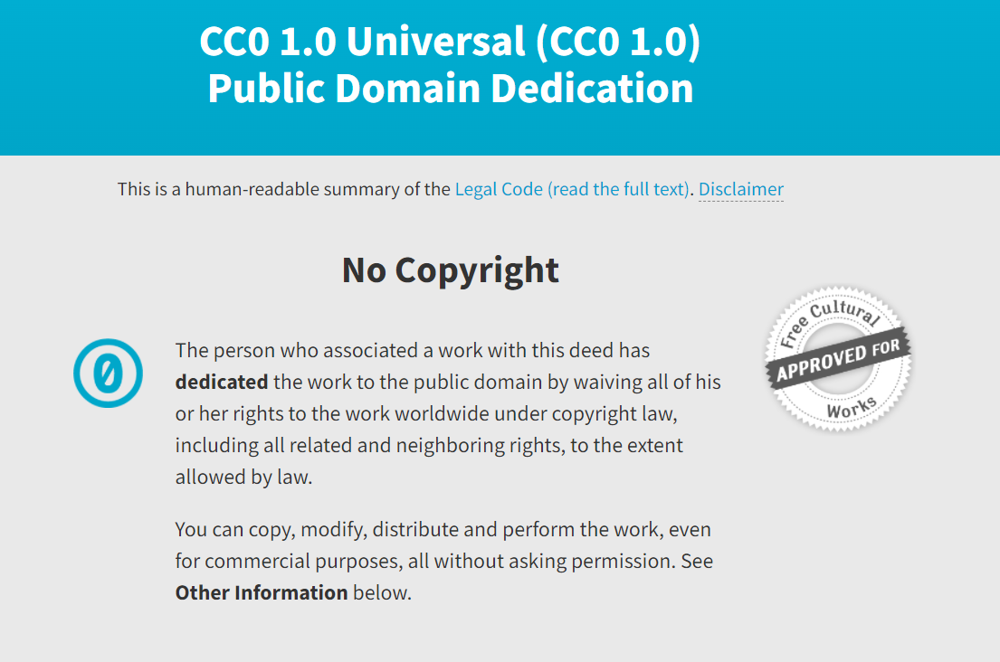 CC0 1.0 Universal (CC0 1.0)
Public Domain Dedication
This is a human-readable summary of the Legal Code (read the full text). Disclaimer
No Copyright
0
The person who associated a work with this deed has
dedicated the work to the public domain by waiving all of his
or her rights to the work worldwide under copyright law,
including all related and neighboring rights, to the extent
allowed by law.
You can copy, modify, distribute and perform the work, even
for commercial purposes, all without asking permission. See
Other Information below.
Free Cultural
APPROVED FOR
Works